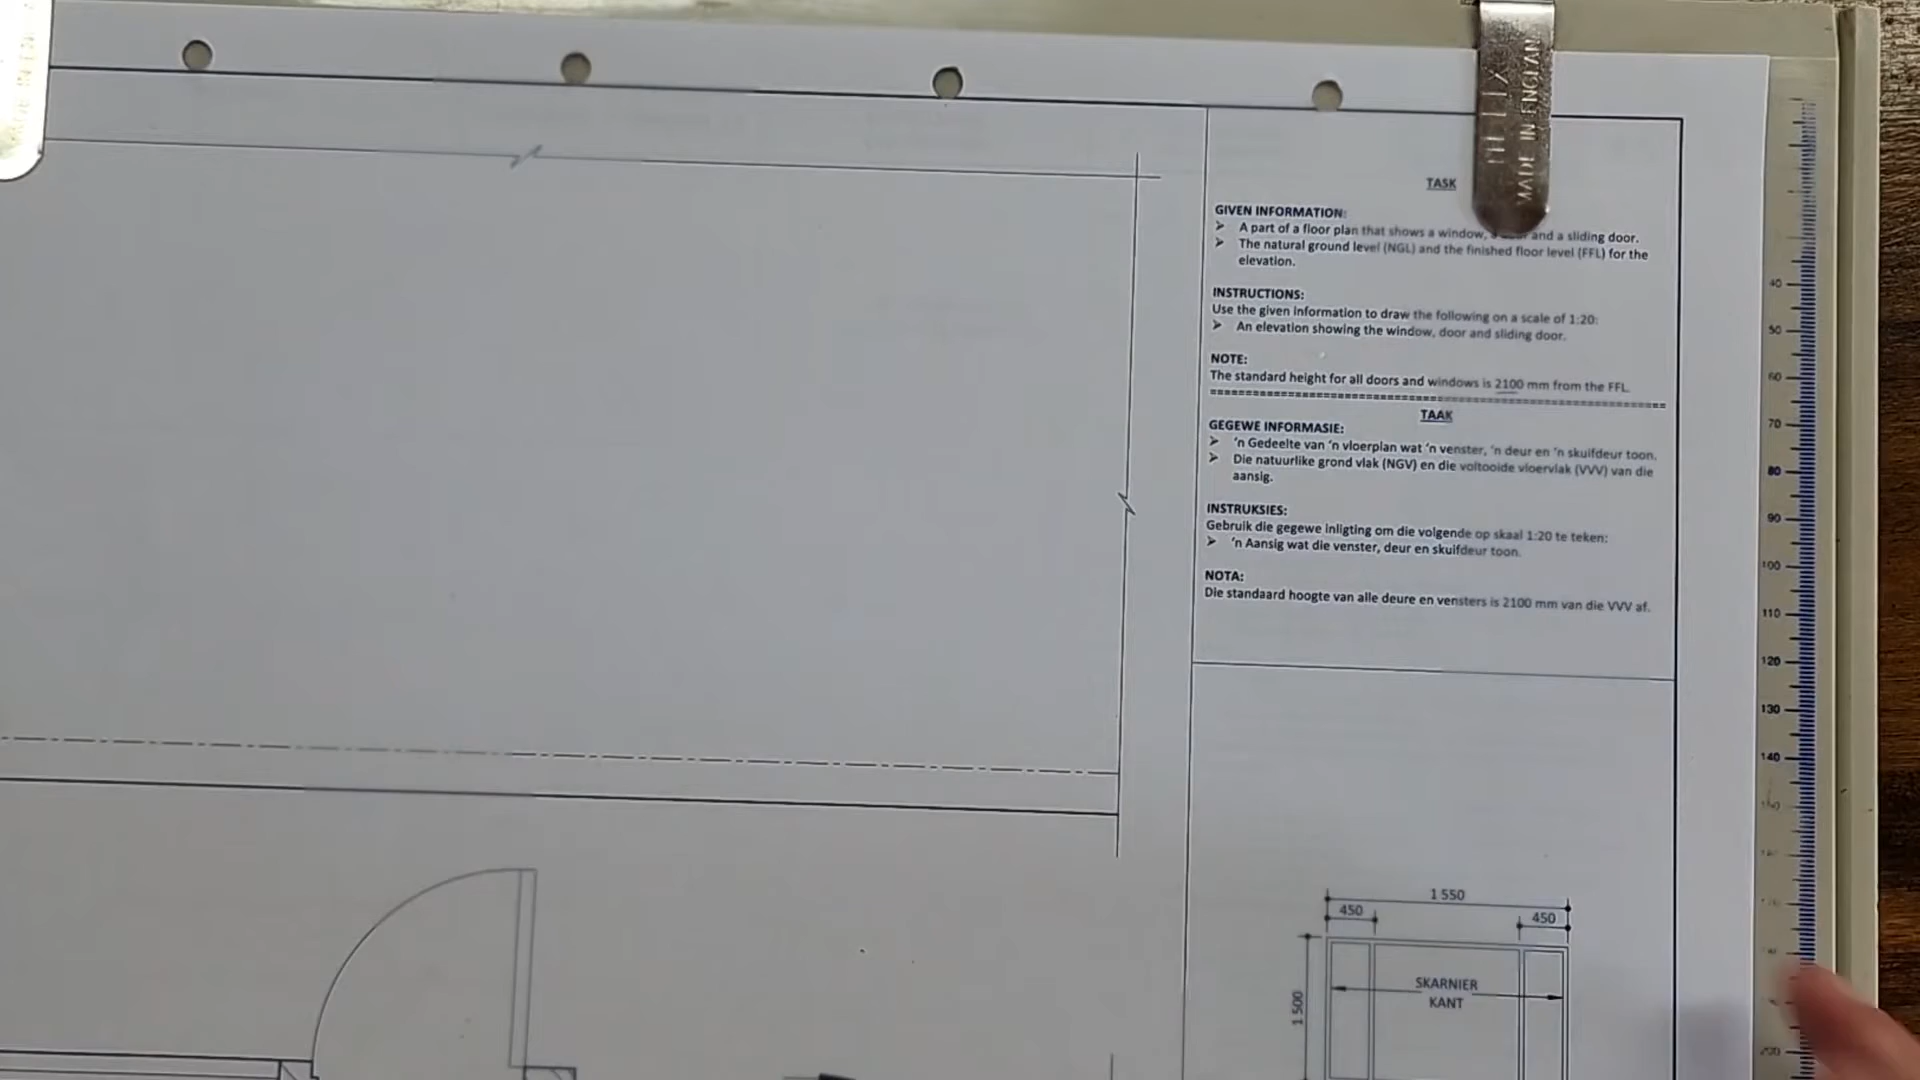 MADE IN ENGLAN
TASK
GIVEN INFORMATION:
➢ A part of a floor plan that shows a window, and a sliding door.
➢ The natural ground level (NGL) and the finished floor level (FFL) for the
elevation.
INSTRUCTIONS:
Use the given information to draw the following on a scale of 1:20:
➢ An elevation showing the window, door and sliding door.
NOTE:
The standard height for all doors and windows is 2100 mm from the FFL.
TAAK
GEGEWE INFORMASIE:
➢ 'n Gedeelte van 'n vloerplan wat 'n venster, 'n deur en 'n skuifdeur toon.
➢ Die natuurlike grond vlak (NGV) en die voltooide vloervlak (VVV) van die
aansig.
INSTRUKSIES:
Gebruik die gegewe inligting om die volgende op skaal 1:20 te teken:
➢ 'n Aansig wat die venster, deur en skuifdeur toon.
NOTA:
Die standaard hoogte van alle deure en vensters is 2100 mm van die VVV af.
1 550
450
450
1 500
SKARNIER
KANT
40
50
60
70
80
90
100
110
120
130
140
200